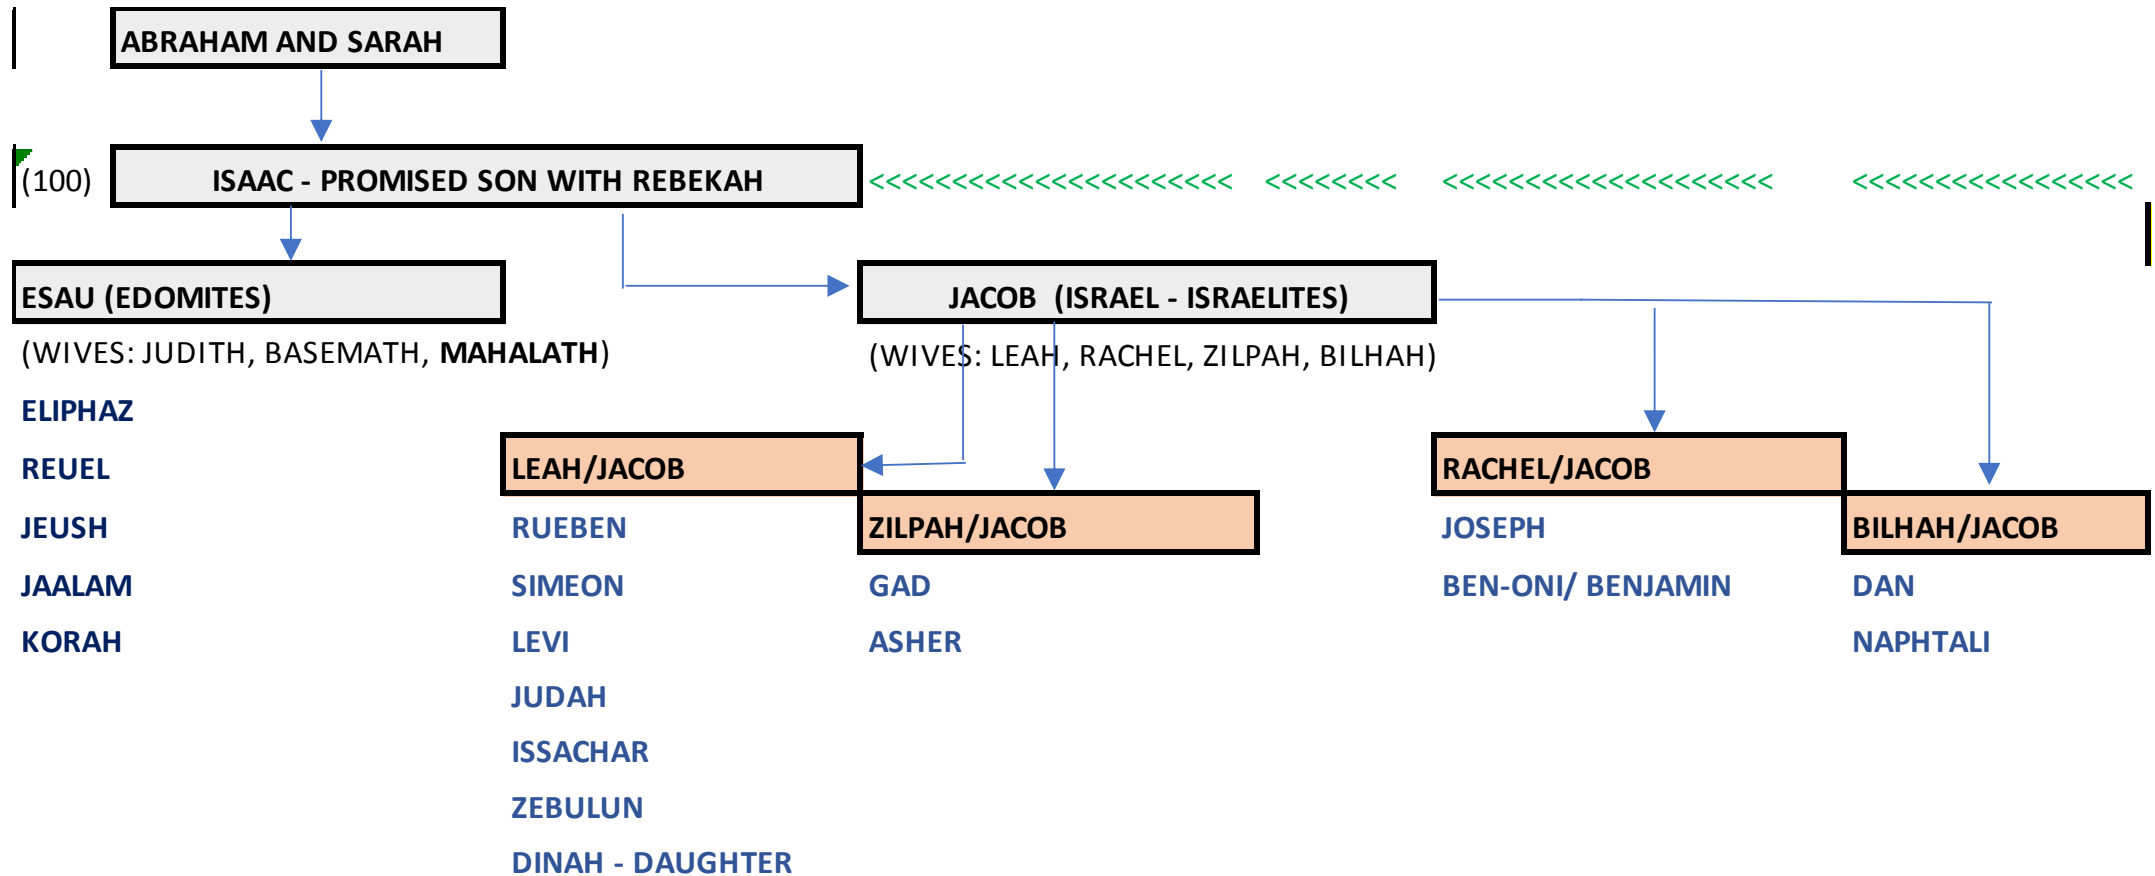 ABRAHAM AND SARAH
(100) ISAAC - PROMISED SON WITH REBEKAH <<<<<<<<<<<<<<<<<<<<<< <<<<<<<< <<<<<<<<<<<<<<<<<<<< <<<<<<<<<<<<<<<<<
ESAU (EDOMITES) JACOB (ISRAEL - ISRAELITES)
(WIVES: JUDITH, BASEMATH, MAHALATH) (WIVES: LEAH, RACHEL, ZILPAH, BILHAH)
ELIPHAZ
REUEL LEAH/JACOB RACHEL/JACOB
JEUSH RUEBEN ZILPAH/JACOB JOSEPH BILHAH/JACOB
JAALAM SIMEON GAD BEN-ONI/ BENJAMIN DAN
KORAH LEVI ASHER NAPHTALI
JUDAH
ISSACHAR
ZEBULUN
DINAH - DAUGHTER